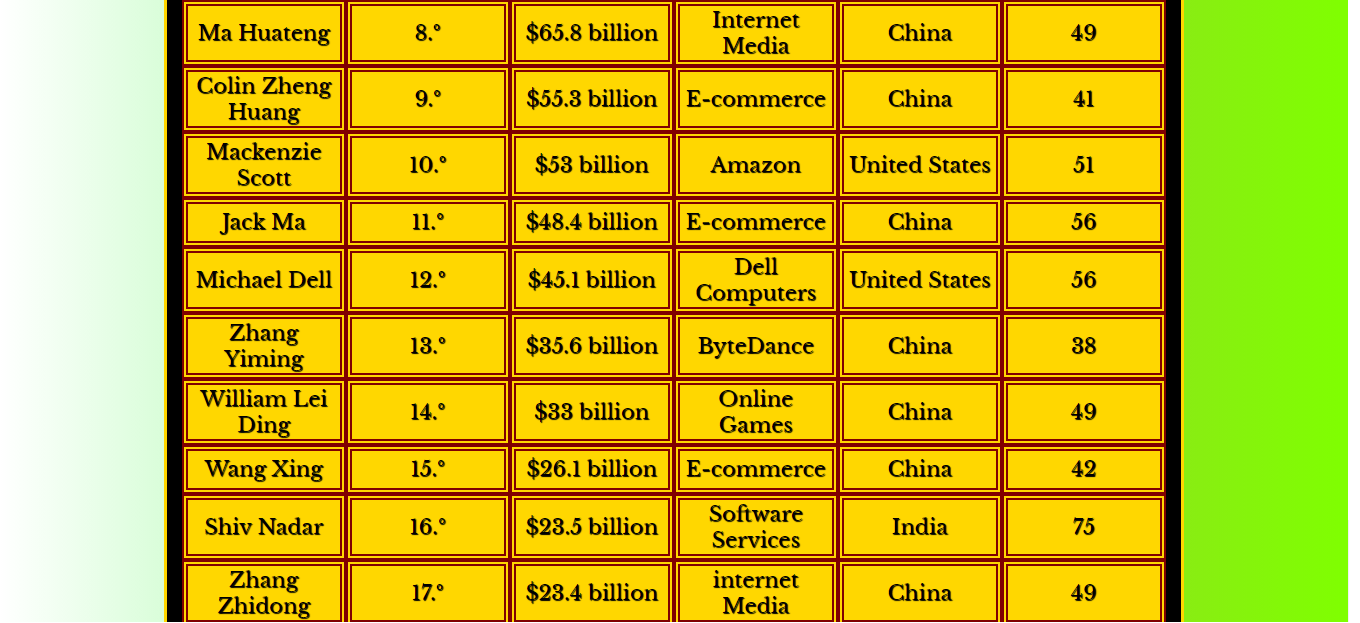 Ma Huateng 8.º $65.8 billion Internet Media China 49
Colin Zheng Huang 9.º $55.3 billion E-commerce China 41
Mackenzie Scott 10.º $53 billion Amazon United States 51
Jack Ma 11.º $48.4 billion E-commerce China 56
Michael Dell 12.º $45.1 billion Dell Computers United States 56
Zhang Yiming 13.º $35.6 billion ByteDance China 38
William Lei Ding 14.º $33 billion Online Games China 49
Wang Xing 15.º $26.1 billion E-commerce China 42
Shiv Nadar 16.º $23.5 billion Software Services India 75
Zhang Zhidong 17.º $23.4 billion internet Media China 49